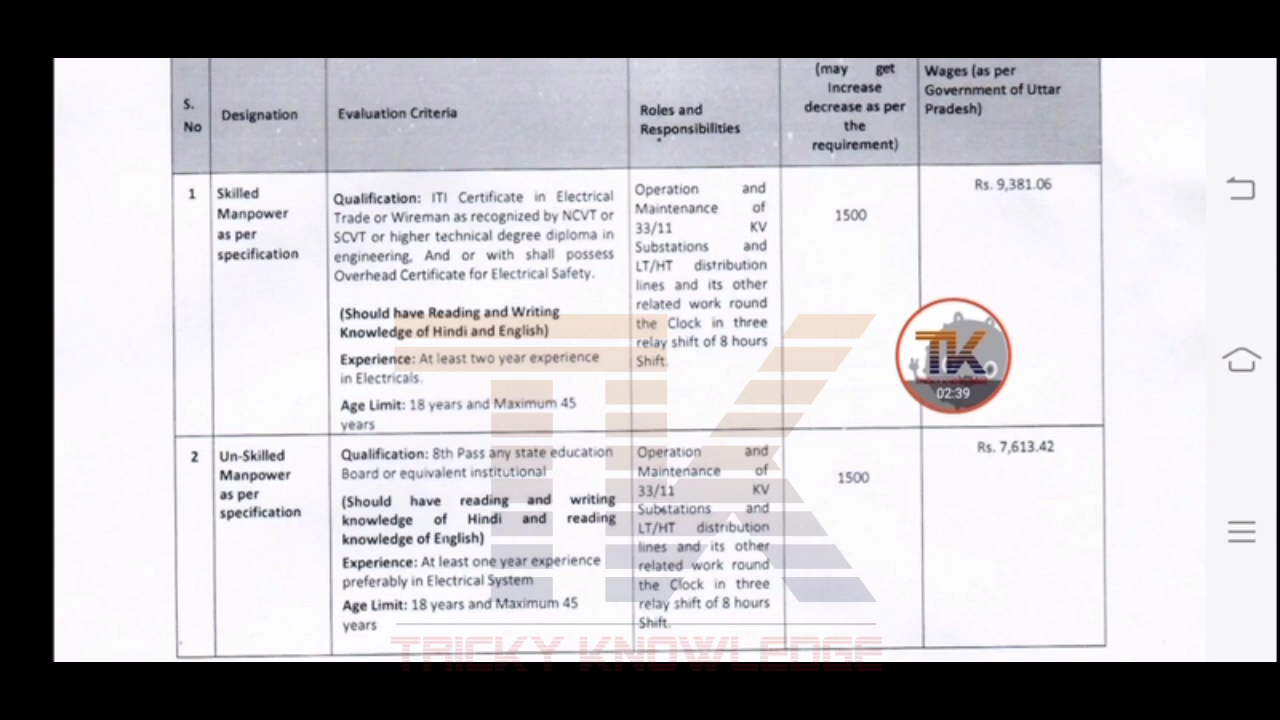 S. No
Designation
Evaluation Criteria
Roles and
Responsibilities
(may get
Increase
decrease as per
the
requirement)
Wages (as per
Government of Uttar
Pradesh)
1
Skilled
Manpower
as per
specification
Qualification: ITI Certificate in Electrical
Trade or Wireman as recognized by NCVT or
SCVT or higher technical degree diploma in
engineering, And or with shall possess
Overhead Certificate for Electrical Safety.
(Should have Reading and Writing
Knowledge of Hindi and English)
Experience: At least two year experience
in Electricals.
Age Limit: 18 years and Maximum 45
years
Operation and
Maintenance of
33/11 KV
Substations and
LT/HT distribution
lines and its other
related work round
the Clock in three
relay shift of 8 hours
Shift.
1500
Rs. 9,381.06
TK
02:39
2
Un-Skilled
Manpower
as per
specification
Qualification: 8th Pass any state education
Board or equivalent institutional
(Should have reading and writing
knowledge of Hindi and reading
knowledge of English)
Experience: At least one year experience
preferably in Electrical System
Age Limit: 18 years and Maximum 45
years
Operation and
Maintenance of
33/11 KV
Substations and
LT/HT distribution
lines and its other
related work round
the Clock in three
relay shift of 8 hours
Shift.
1500
Rs. 7,613.42
TK
TRICKY KNOWLEDGE